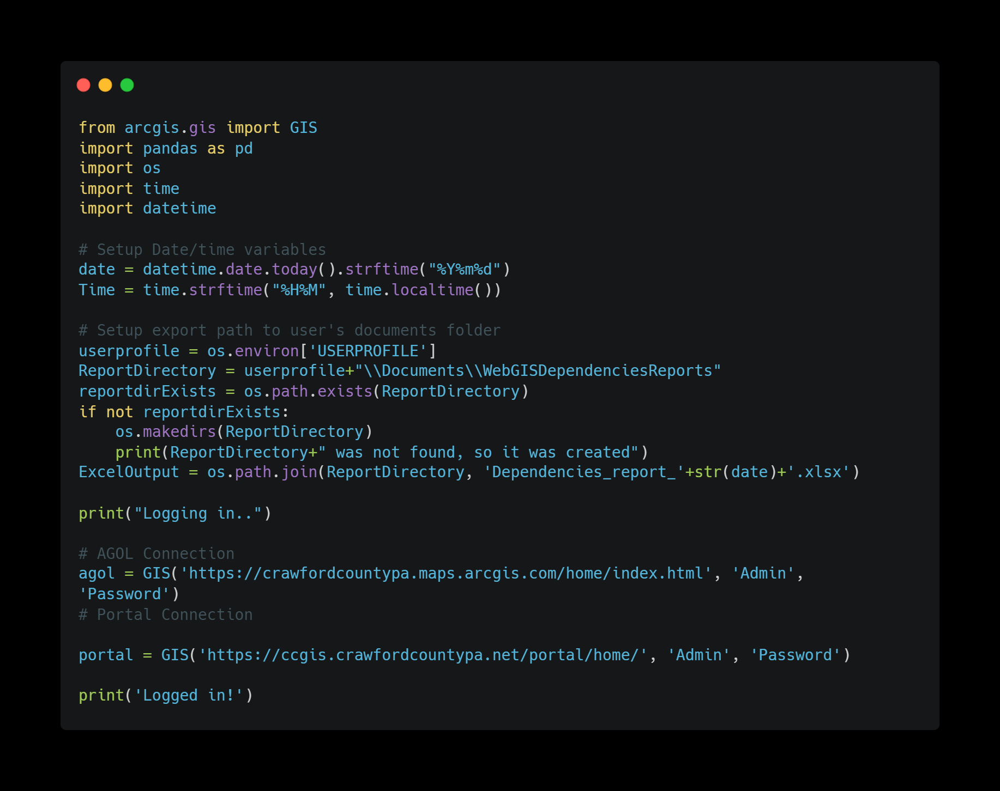 from arcgis.gis import GIS
import pandas as pd
import os
import time
import datetime

# Setup Date/time variables
date = datetime.date.today().strftime("%Y%m%d")
Time = time.strftime("%H%M", time.localtime())

# Setup export path to user's documents folder
userprofile = os.environ['USERPROFILE']
ReportDirectory = userprofile+"\\Documents\\WebGISDependenciesReports"
reportdirExists = os.path.exists(ReportDirectory)
if not reportdirExists:
    os.makedirs(ReportDirectory)
    print(ReportDirectory+" was not found, so it was created")
ExcelOutput = os.path.join(ReportDirectory, 'Dependencies_report_'+str(date)+'.xlsx')

print("Logging in..")

# AGOL Connection
agol = GIS('https://crawfordcountypa.maps.arcgis.com/home/index.html', 'Admin',
'Password')
# Portal Connection

portal = GIS('https://ccgis.crawfordcountypa.net/portal/home/', 'Admin', 'Password')

print('Logged in!')